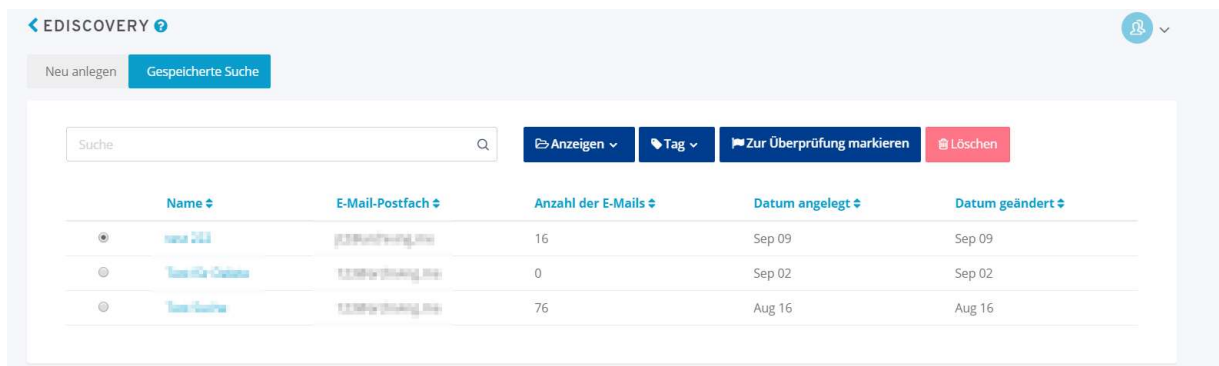 EDISCOVERY ?
Neu anlegen Gespeicherte Suche
Suche Anzeigen Tag Zur Überprüfung markieren Löschen
Name E-Mail-Postfach Anzahl der E-Mails Datum angelegt Datum geändert
16 Sep 09 Sep 09
0 Sep 02 Sep 02
76 Aug 16 Aug 16